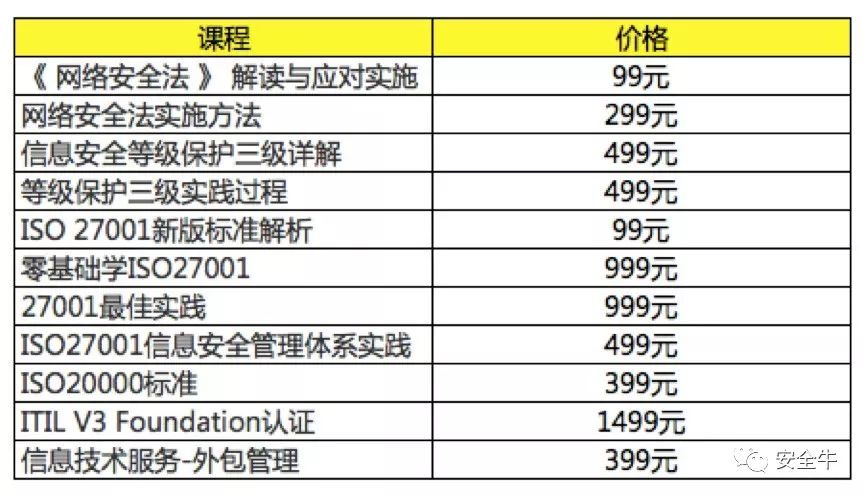 课程 价格
《 网络安全法 》 解读与应对实施 99元
网络安全法实施方法 299元
信息安全等级保护三级详解 499元
等级保护三级实践过程 499元
ISO 27001新版标准解析 99元
零基础学ISO27001 999元
27001最佳实践 999元
ISO27001信息安全管理体系实践 499元
ISO20000标准 399元
ITIL V3 Foundation认证 1499元
信息技术服务-外包管理 399元
安全牛